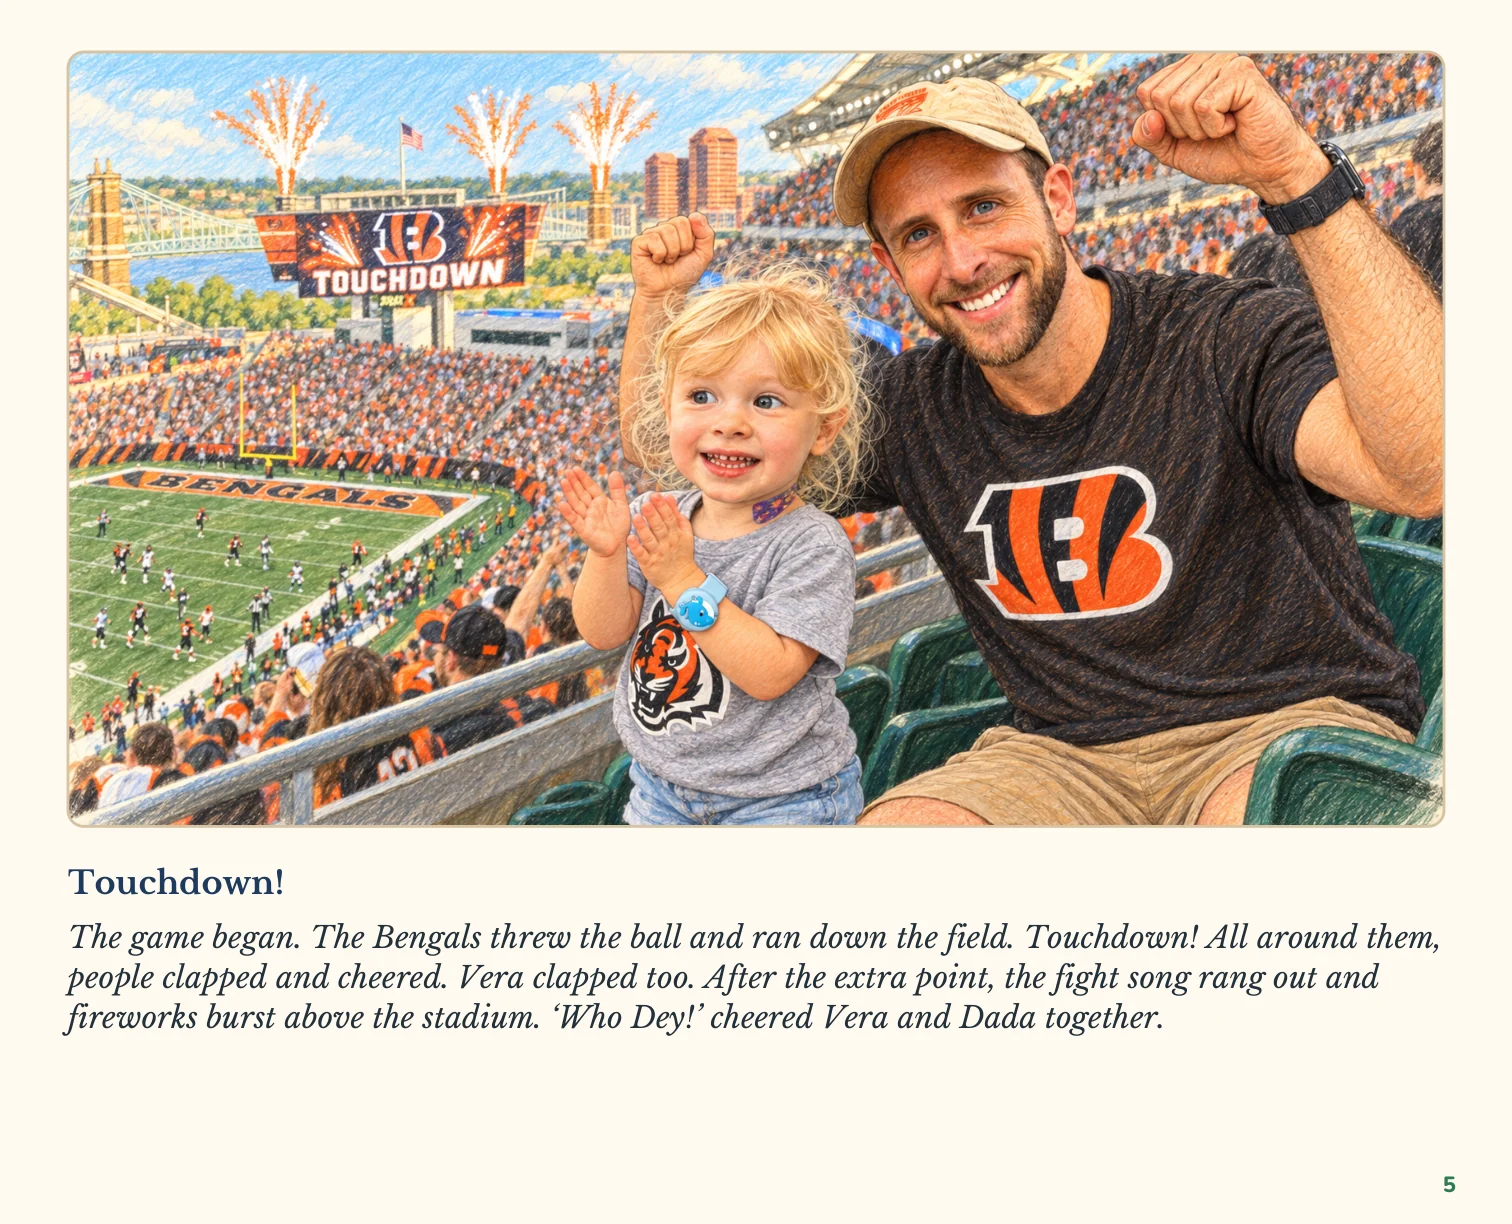 B
TOUCHDOWN
BENGALS
B
Touchdown!
The game began. The Bengals threw the ball and ran down the field. Touchdown! All around them,
people clapped and cheered. Vera clapped too. After the extra point, the fight song rang out and
fireworks burst above the stadium. ‘Who Dey!’ cheered Vera and Dada together.
5